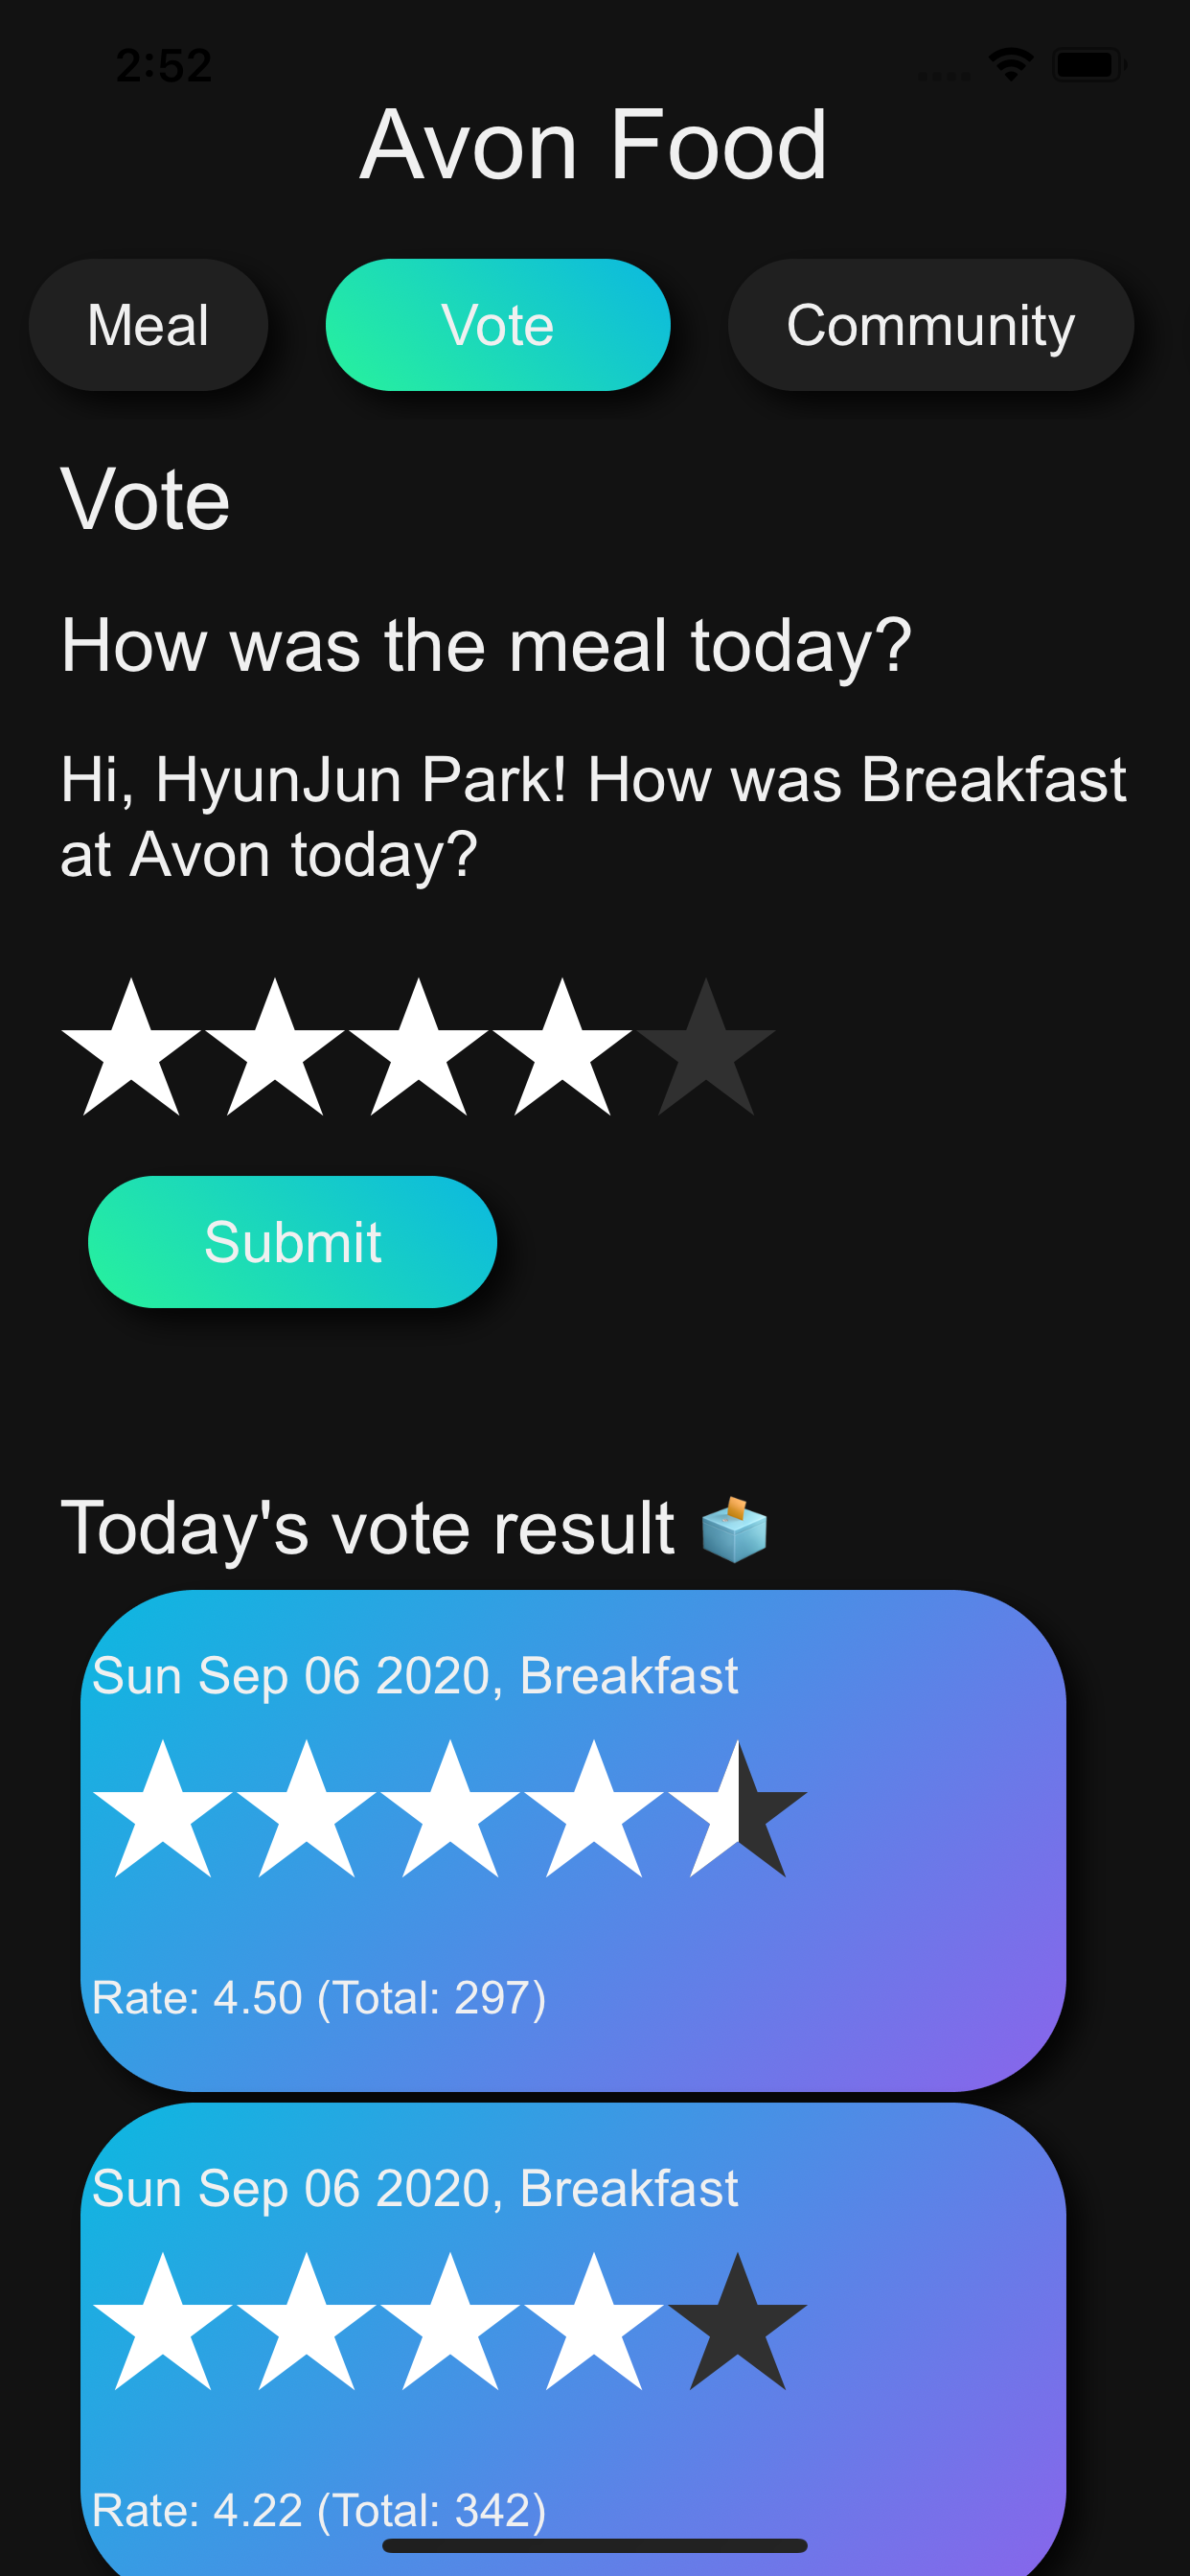 2:52
Avon Food
Meal
Vote
Community
Vote
How was the meal today?
Hi, HyunJun Park! How was Breakfast
at Avon today?
Submit
Today's vote result 🗳️
Sun Sep 06 2020, Breakfast
Rate: 4.50 (Total: 297)
Sun Sep 06 2020, Breakfast
Rate: 4.22 (Total: 342)